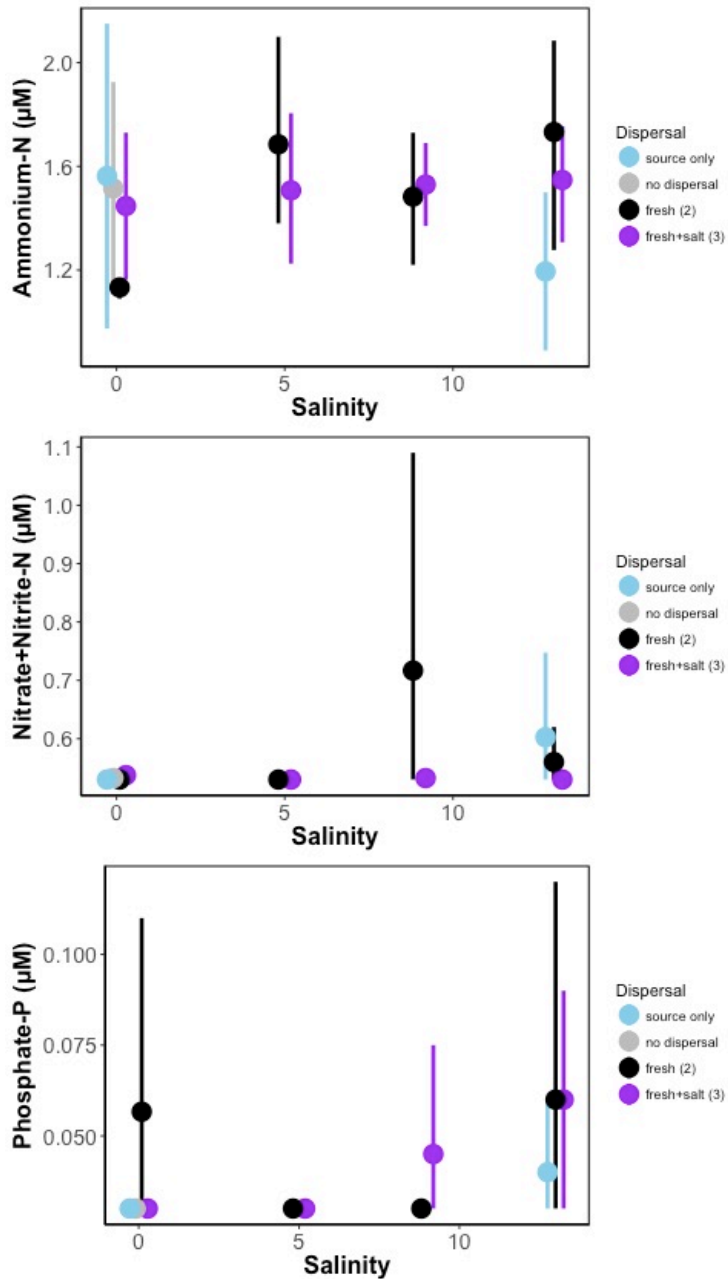 2.0
1.6
1.2
Ammonium-N (µM)
0 5 10
Salinity
Dispersal
source only
no dispersal
fresh (2)
fresh+salt (3)
1.1
1.0
0.9
0.8
0.7
0.6
Nitrate+Nitrite-N (µM)
0 5 10
Salinity
Dispersal
source only
no dispersal
fresh (2)
fresh+salt (3)
0.100
0.075
0.050
Phosphate-P (µM)
0 5 10
Salinity
Dispersal
source only
no dispersal
fresh (2)
fresh+salt (3)